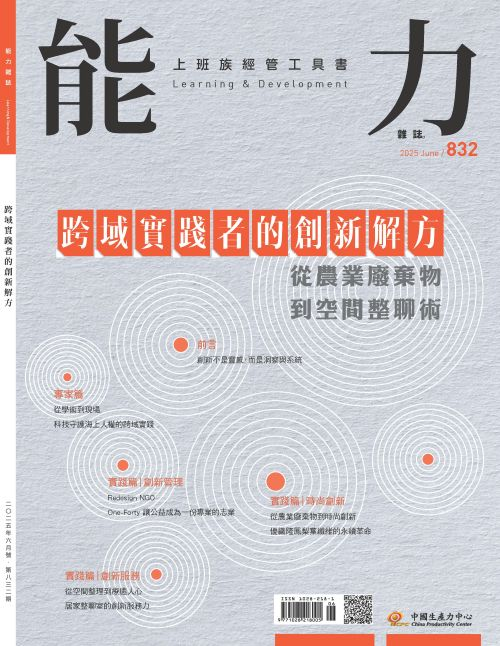 能力
雜誌
Learning & Development
跨域實踐者的創新解方
二〇二五年六月號 第八三二期
能力
上班族經管工具書
Learning & Development
雜誌
2025 June / 832
跨域實踐者的創新解方
從農業廢棄物
到空間整聊術
前言
創新不是靈感，而是洞察與系統
專家篇
從學術到現場
科技守護海上人權的跨域實踐
實踐篇|創新管理
Redesign NGO
One-Forty 讓公益成為一份專業的志業
實踐篇|時尚創新
從農業廢棄物到時尚創新
優織陸鳳梨葉纖維的永續革命
實踐篇|創新服務
從空間整理到療癒人心
居家整聊室的創新服務力
ISSN 1026-216-1
06
9 771026 216005
CPC
中國生產力中心
China Productivity Center